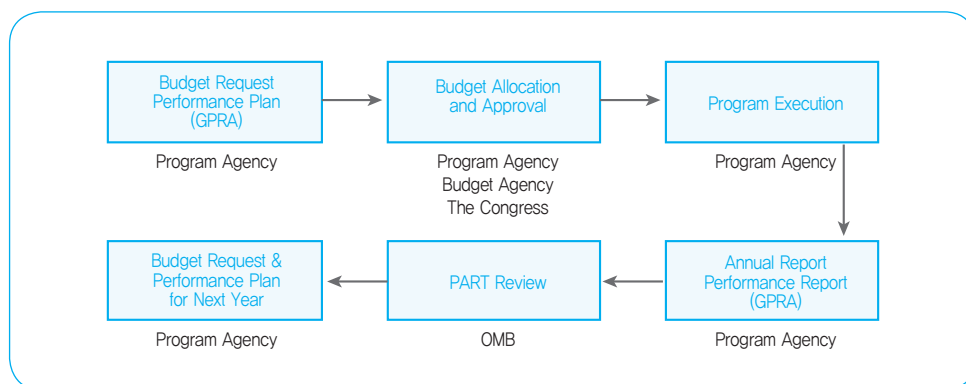 Budget Request
Performance Plan
(GPRA)
Program Agency
Budget Allocation
and Approval
Program Agency
Budget Agency
The Congress
Program Execution
Program Agency
Annual Report
Performance Report
(GPRA)
Program Agency
PART Review
OMB
Budget Request &
Performance Plan
for Next Year
Program Agency